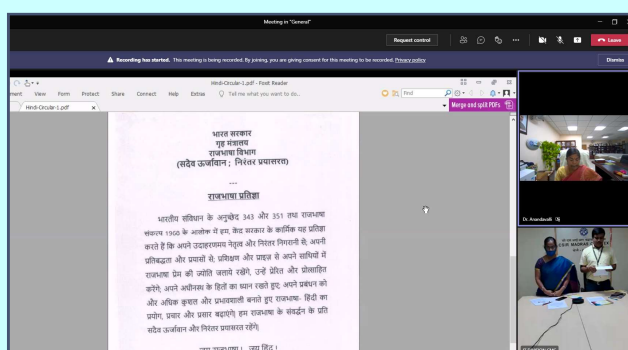 Meeting in "General"
Request control
Leave
Recording has started. This meeting is being recorded. By joining, you are giving consent for this meeting to be recorded. Privacy policy
Dismiss
Hindi-Circular-1.pdf - Foxit Reader
ment View Form Protect Share Connect Help Extras Tell me what you want to do...
Find
Hindi-Circular-1.pdf x
Merge and split PDFs
भारत सरकार
गृह मंत्रालय
राजभाषा विभाग
(सदैव ऊर्जावान ; निरंतर प्रयासरत)
---
राजभाषा प्रतिज्ञा
भारतीय संविधान के अनुच्छेद 343 और 351 तथा राजभाषा
संकल्प 1968 के आलोक में हम, केंद्र सरकार के कार्मिक यह प्रतिज्ञा
करते हैं कि अपने उदाहरणमय नेतृत्व और निरंतर निगरानी से; अपनी
प्रतिबद्धता और प्रयासों से; प्रशिक्षण और प्राइज़ से अपने साथियों में
राजभाषा प्रेम की ज्योति जलाये रखेंगे, उन्हें प्रेरित और प्रोत्साहित
करेंगे; अपने अधीनस्थ के हितों का ध्यान रखते हुए; अपने प्रबंधन को
और अधिक कुशल और प्रभावशाली बनाते हुए राजभाषा- हिंदी का
प्रयोग, प्रचार और प्रसार बढ़ाएंगे। हम राजभाषा के संवर्द्धन के प्रति
सदैव ऊर्जावान और निरंतर प्रयासरत रहेंगे।
जय राजभाषा ! जय हिंद !
Dr. Anandavalli